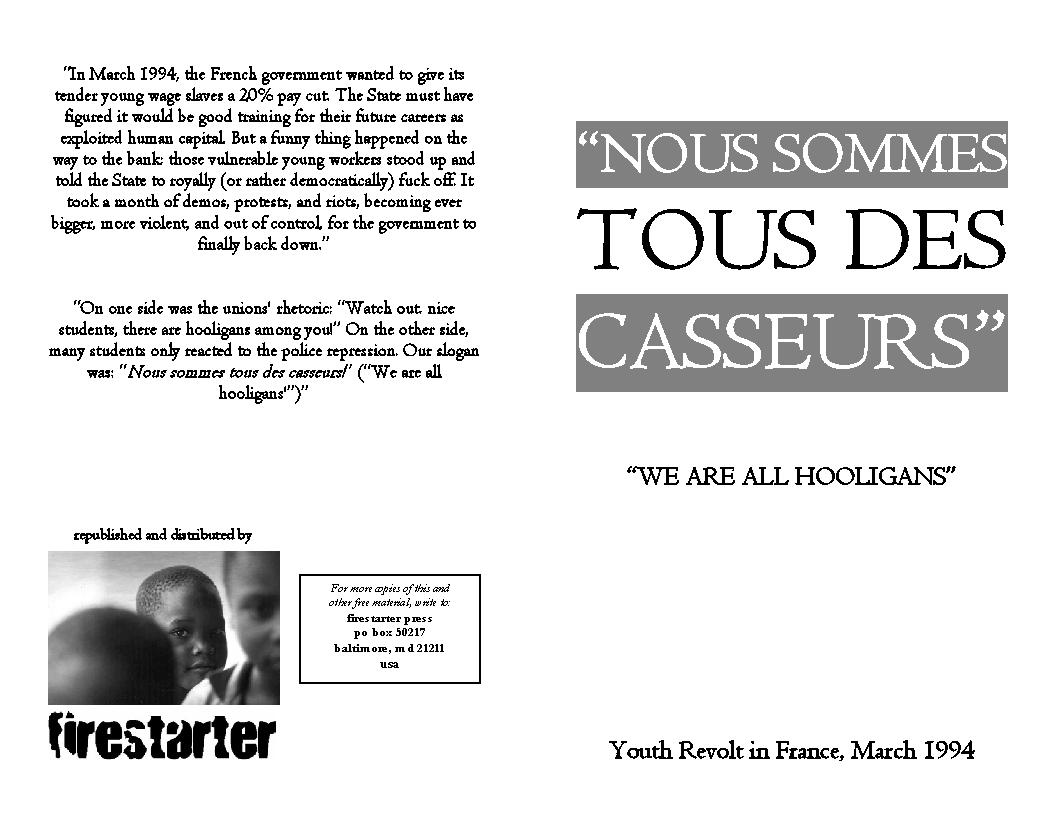 "In March 1994, the French government wanted to give its
tender young wage slaves a 20% pay cut. The State must have
figured it would be good training for their future careers as
exploited human capital. But a funny thing happened on the
way to the bank: those vulnerable young workers stood up and
told the State to royally (or rather democratically) fuck off. It
took a month of demos, protests, and riots, becoming ever
bigger, more violent, and out of control, for the government to
finally back down."
"On one side was the unions' rhetoric: "Watch out. nice
students, there are hooligans among you!" On the other side,
many students only reacted to the police repression. Our slogan
was: "Nous sommes tous des casseurs!" ("We are all
hooligans'")"
republished and distributed by
firestarter
For more copies of this and
other free material, write to:
firestarter press
po box 50217
baltimore, md 21211
usa
“NOUS SOMMES
TOUS DES
CASSEURS”
“WE ARE ALL HOOLIGANS”
Youth Revolt in France, March 1994